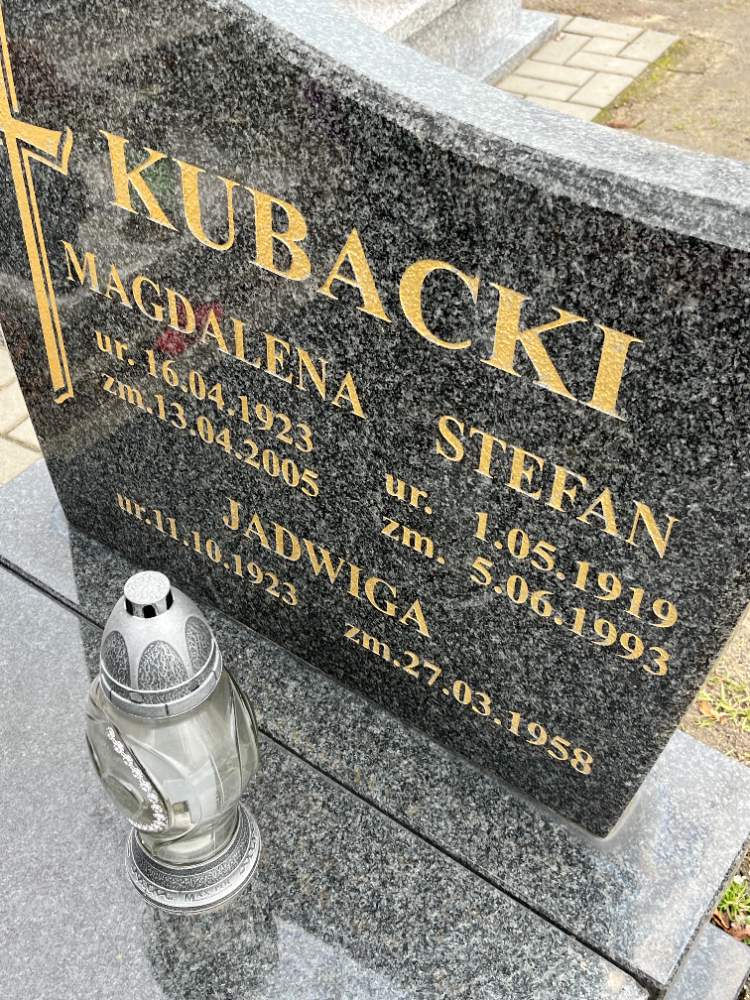 KUBACKI
MAGDALENA
ur. 16.04.1923
zm.13.04.2005
STEFAN
ur. 1.05.1919
zm. 5.06.1993
JADWIGA
ur.11.10.1923 zm.27.03.1958